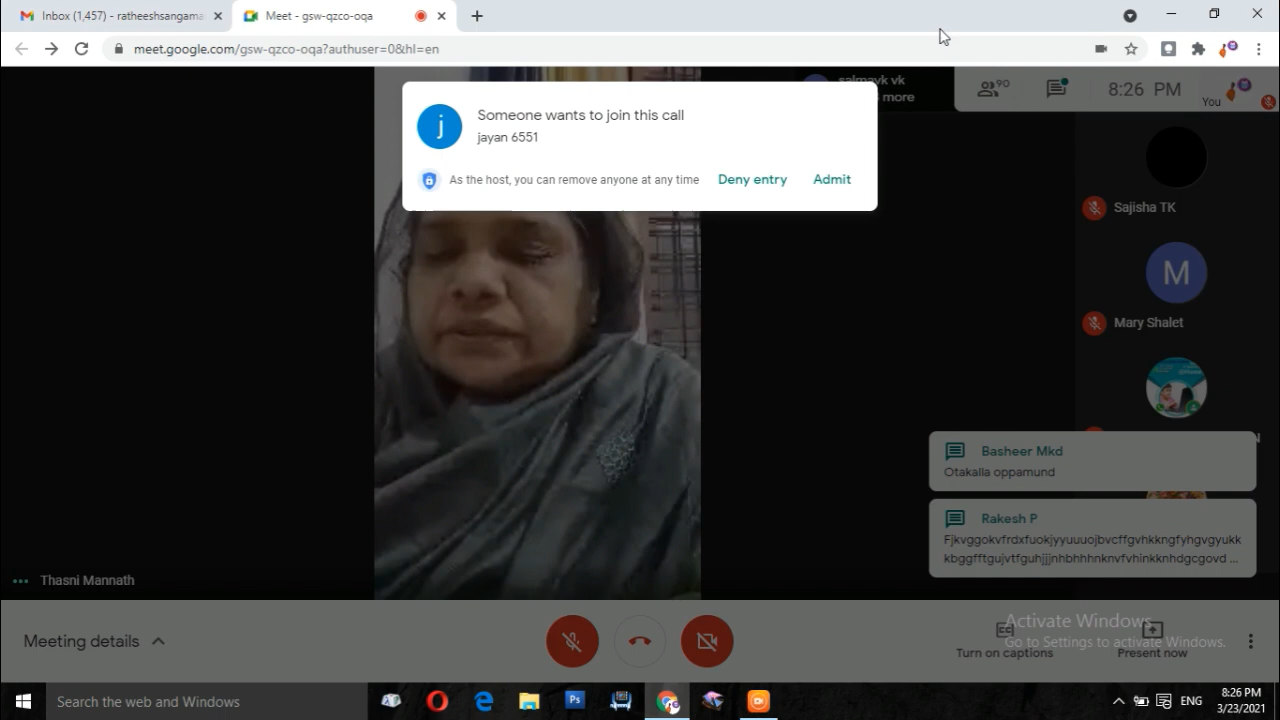 Inbox (1,457) - ratheeshsangama
Meet - gsw-qzco-oqa
meet.google.com/gsw-qzco-oqa?authuser=0&hl=en
salmavk vk
more
90
8:26 PM
You
j
Someone wants to join this call
jayan 6551
As the host, you can remove anyone at any time
Deny entry
Admit
Sajisha TK
M
Mary Shalet
N
Basheer Mkd
Otakalla oppamund
Rakesh P
Fjkvggokvfrdxfuokjyyuuuojbvcffgvhkkngfyhgvgyukk
kbggfftgujvtfguhjjjnhbhhhnknvfvhinkknhdgcgovd ...
Thasni Mannath
Meeting details
CC
Turn on captions
Present now
Activate Windows
Go to Settings to activate Windows.
Search the web and Windows
Ps
ENG
8:26 PM
3/23/2021